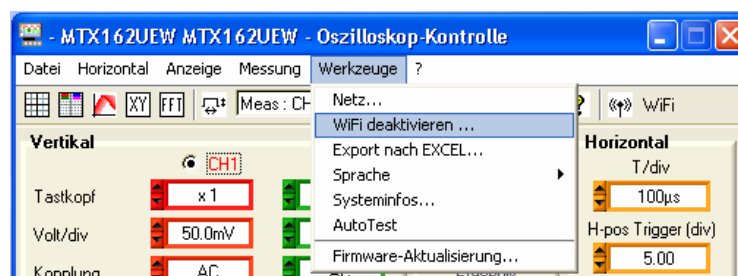 - MTX162UEW MTX162UEW - Oszilloskop-Kontrolle
Datei Horizontal Anzeige Messung Werkzeuge ?
XY FFT Meas : CH ? WiFi
Netz...
WiFi deaktivieren ...
Export nach EXCEL...
Sprache
Systeminfos...
AutoTest
Firmware-Aktualisierung...
Vertikal
CH1
Tastkopf x 1
Volt/div 50.0mV
Kopplung AC
Horizontal
T/div
100µs
H-pos Trigger (div)
5.00